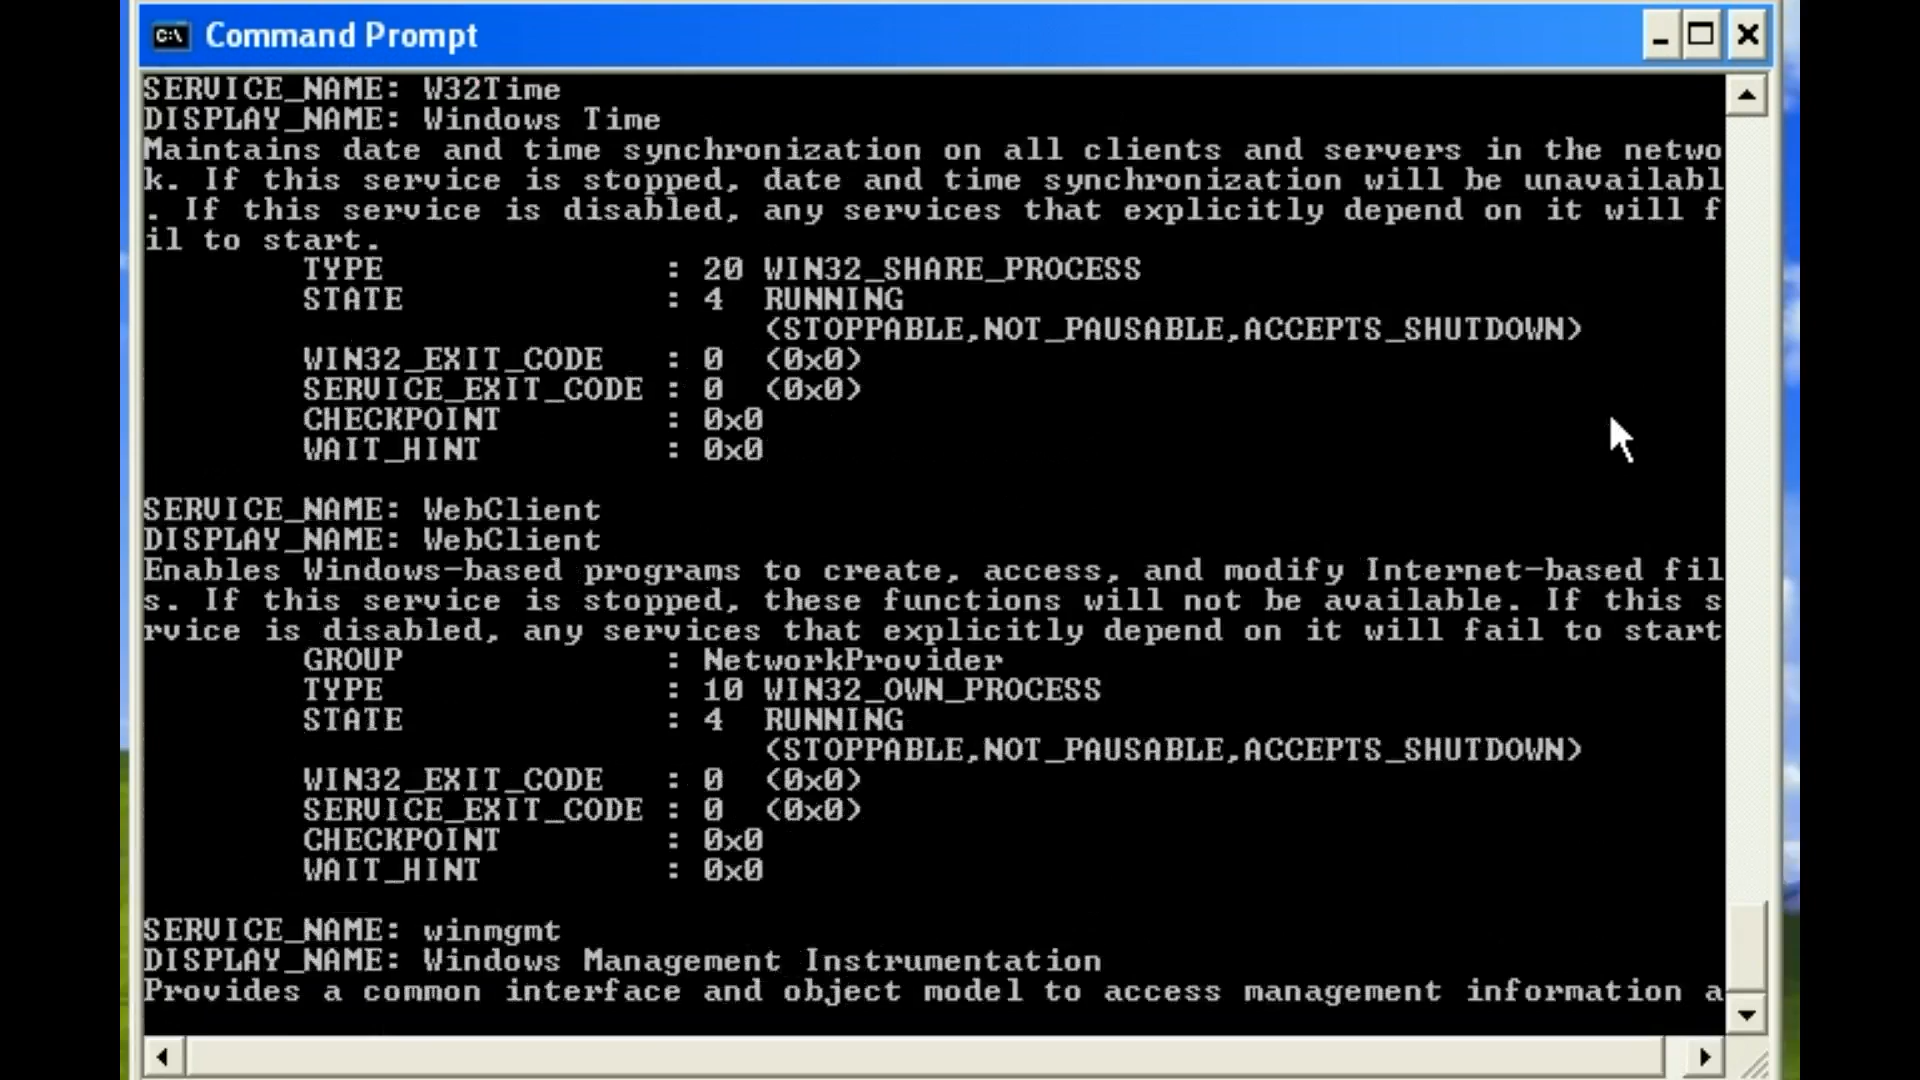 Command Prompt
SERVICE_NAME: W32Time
DISPLAY_NAME: Windows Time
Maintains date and time synchronization on all clients and servers in the netwo
k. If this service is stopped, date and time synchronization will be unavailabl
. If this service is disabled, any services that explicitly depend on it will f
il to start.
TYPE : 20 WIN32_SHARE_PROCESS
STATE : 4 RUNNING
(STOPPABLE,NOT_PAUSABLE,ACCEPTS_SHUTDOWN)
WIN32_EXIT_CODE : 0 (0x0)
SERVICE_EXIT_CODE : 0 (0x0)
CHECKPOINT : 0x0
WAIT_HINT : 0x0
SERVICE_NAME: WebClient
DISPLAY_NAME: WebClient
Enables Windows-based programs to create, access, and modify Internet-based fil
s. If this service is stopped, these functions will not be available. If this s
rvice is disabled, any services that explicitly depend on it will fail to start
GROUP : NetworkProvider
TYPE : 10 WIN32_OWN_PROCESS
STATE : 4 RUNNING
(STOPPABLE,NOT_PAUSABLE,ACCEPTS_SHUTDOWN)
WIN32_EXIT_CODE : 0 (0x0)
SERVICE_EXIT_CODE : 0 (0x0)
CHECKPOINT : 0x0
WAIT_HINT : 0x0
SERVICE_NAME: winmgmt
DISPLAY_NAME: Windows Management Instrumentation
Provides a common interface and object model to access management information a